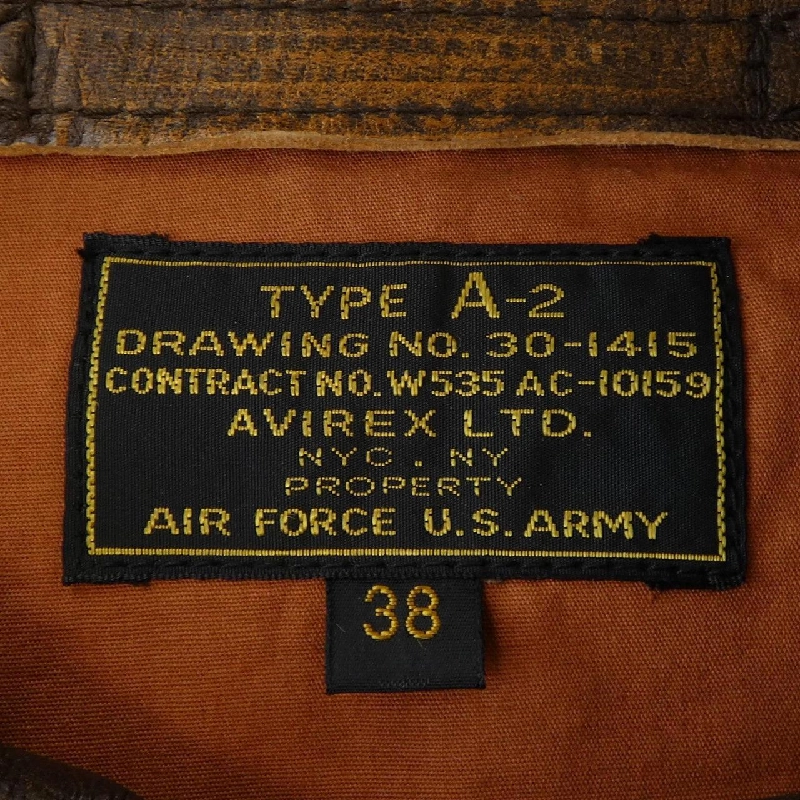 TYPE A-2
DRAWING NO. 30-1415
CONTRACT NO. W535 AC-10159
AVIREX LTD.
NYC. NY
PROPERTY
AIR FORCE U.S. ARMY
38